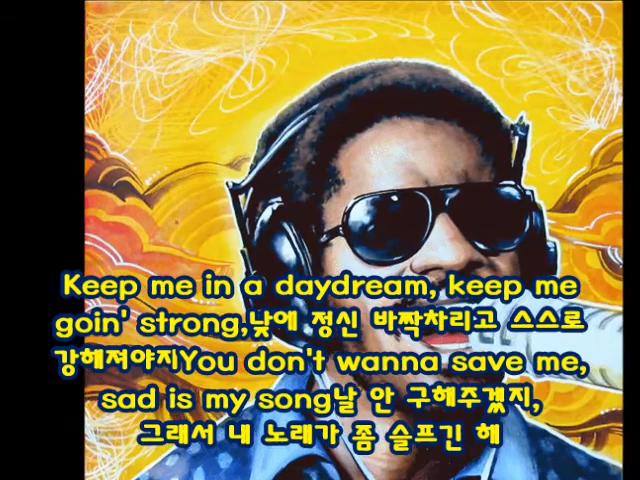 Keep me in a daydream, keep me
goin' strong,낮에 정신 바짝차리고 스스로
강해져야지You don't wanna save me,
sad is my song날 안 구해주겠지,
그래서 내 노래가 좀 슬프긴 해